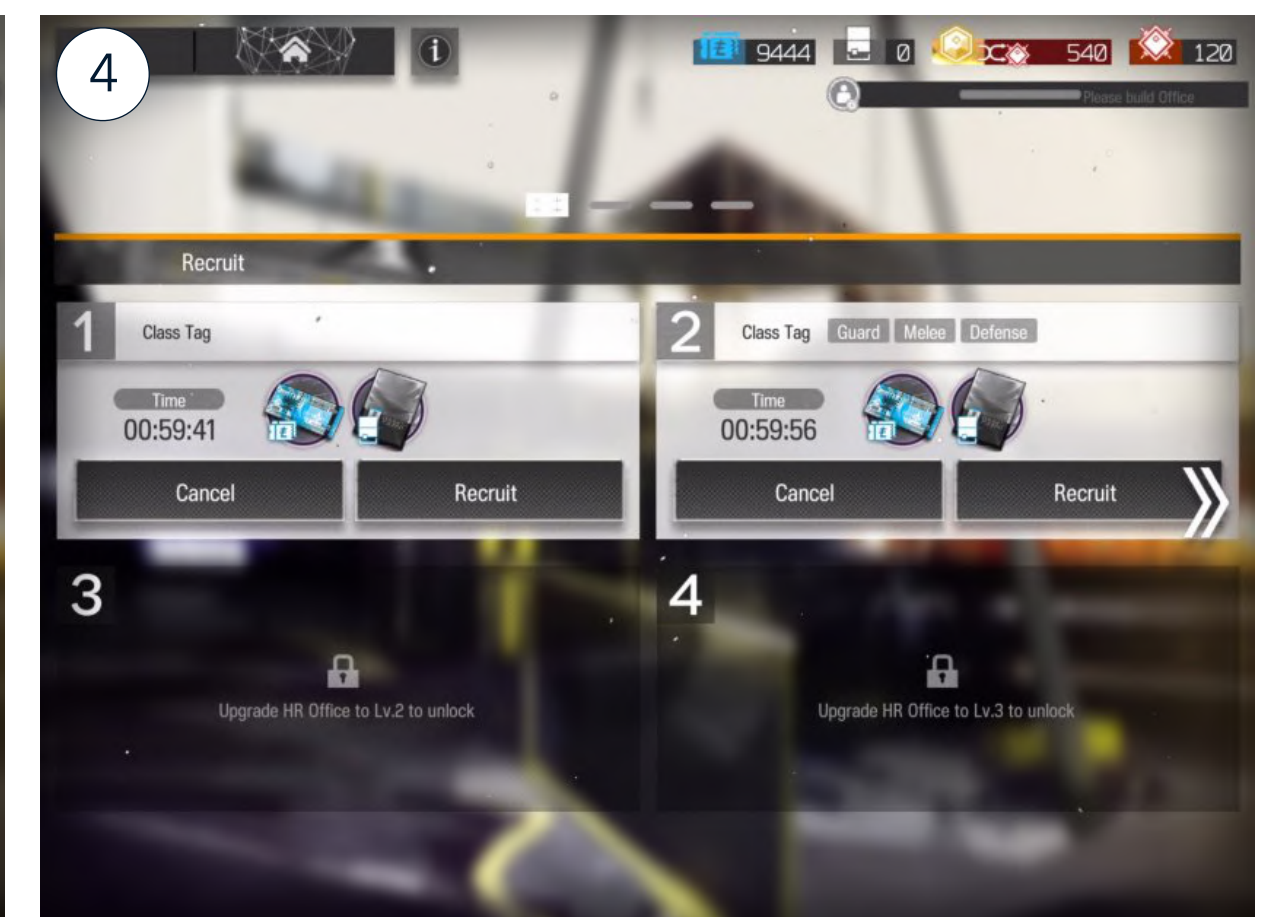 4
9444 0 540 120
Please build Office
Recruit
1 Class Tag
2 Class Tag Guard Melee Defense
Time
00:59:41
Time
00:59:56
Cancel Recruit
Cancel Recruit
3
4
Upgrade HR Office to Lv.2 to unlock
Upgrade HR Office to Lv.3 to unlock